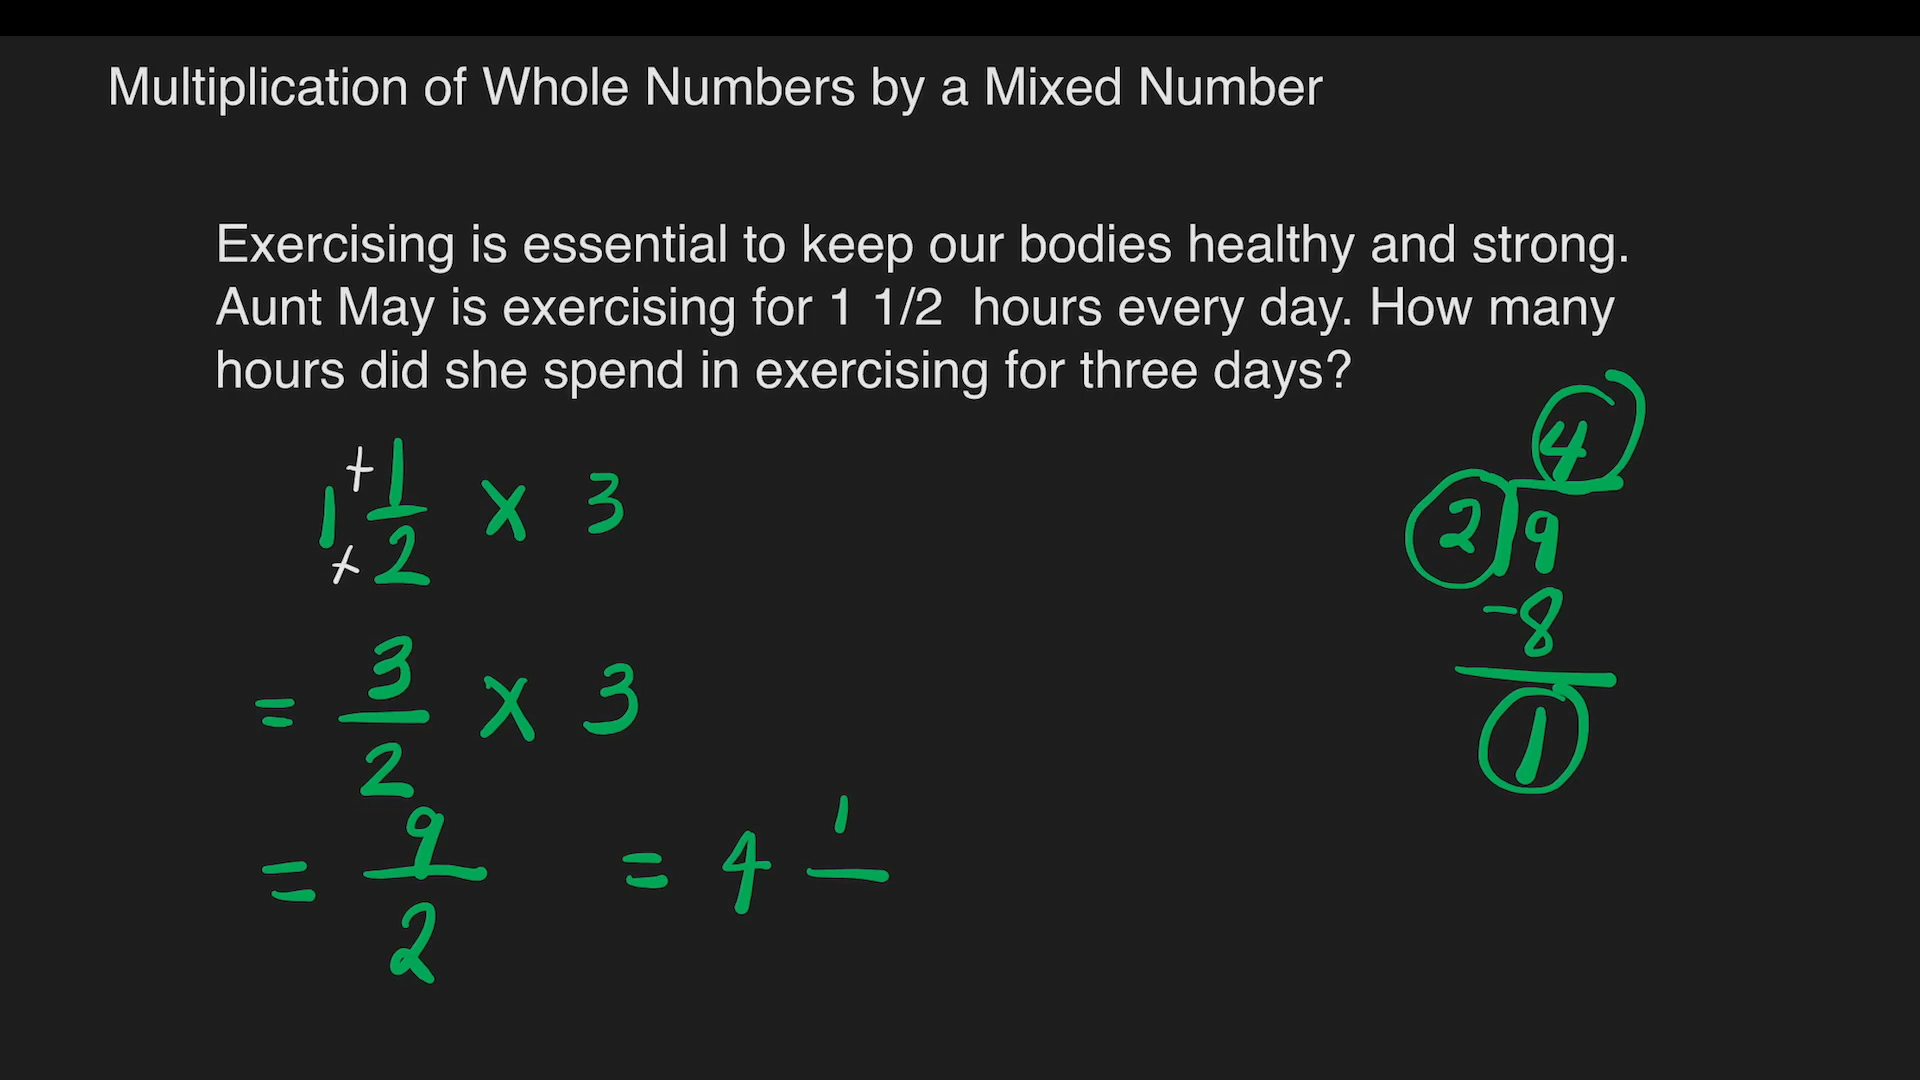 Multiplication of Whole Numbers by a Mixed Number
Exercising is essential to keep our bodies healthy and strong.
Aunt May is exercising for 1 1/2 hours every day. How many
hours did she spend in exercising for three days?
1 + 1/2 x 3
x
= 3/2 x 3
= 9/2 = 4 1/
4
2 9
-8
1